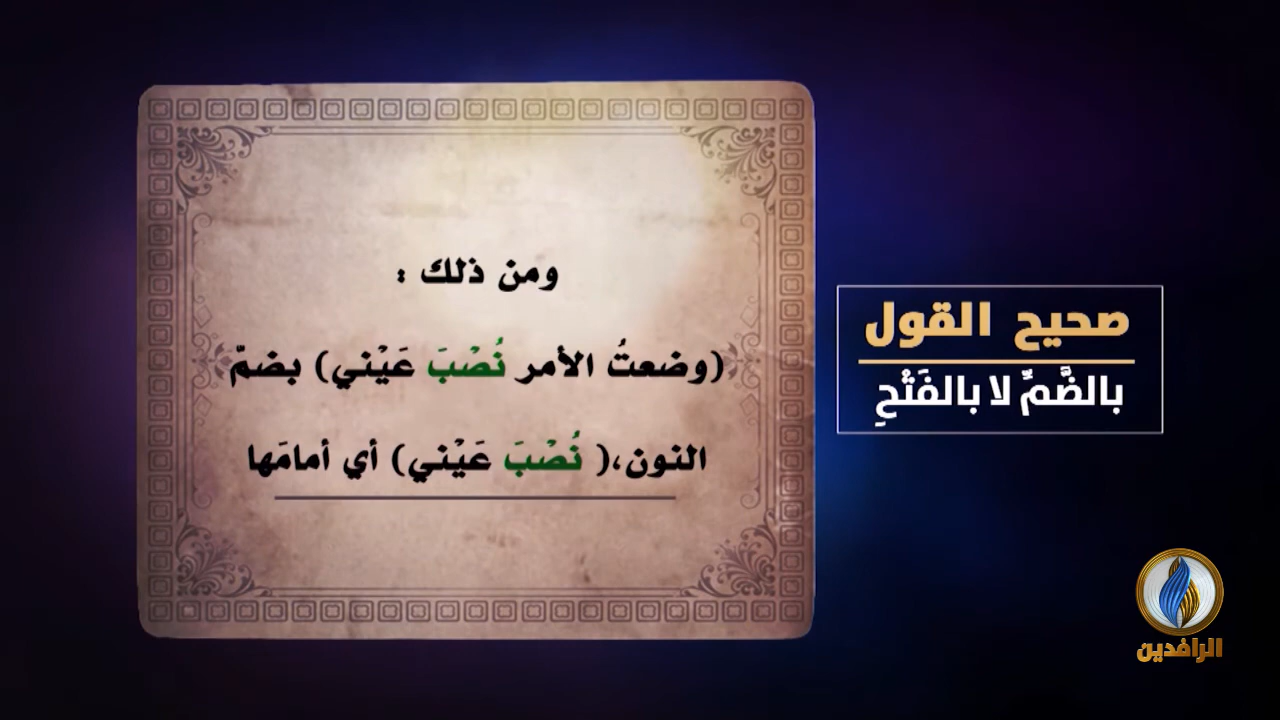 صحيح القول
بالضَّمِّ لا بالفَتْحِ
ومن ذلك :
(وضعتُ الأمر نُصْبَ عَيْني) بضمّ
النون،( نُصْبَ عَيْني) أي أمامَها
الرافدين